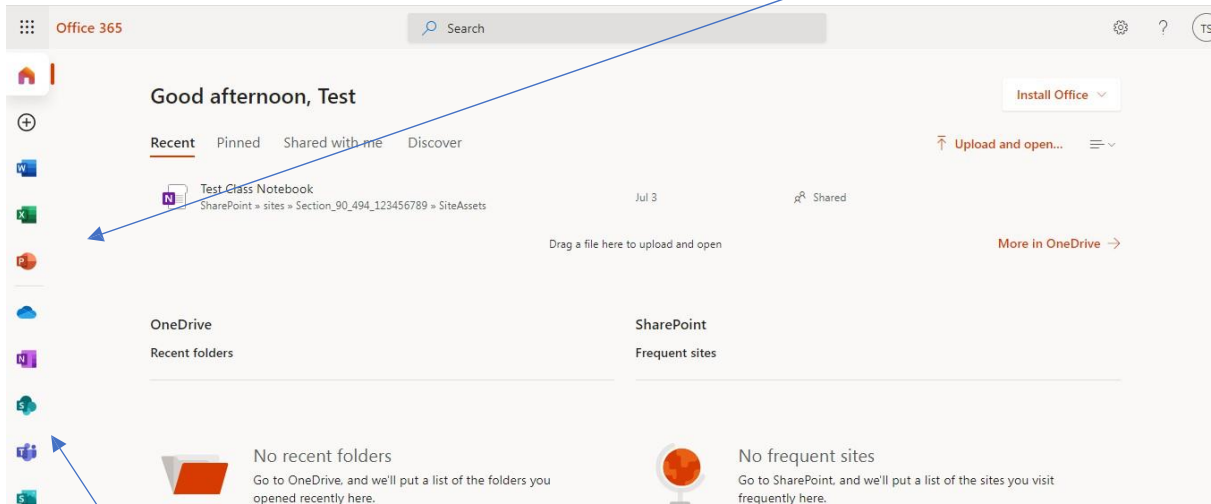 Office 365
Search
?
TS
Good afternoon, Test
Install Office
Recent Pinned Shared with me Discover
Upload and open...
Test Class Notebook
SharePoint » sites » Section_90_494_123456789 » SiteAssets
Jul 3
Shared
Drag a file here to upload and open
More in OneDrive
OneDrive
Recent folders
SharePoint
Frequent sites
No recent folders
Go to OneDrive, and we'll put a list of the folders you
opened recently here.
No frequent sites
Go to SharePoint, and we'll put a list of the sites you visit
frequently here.
W
X
P
N
S
T
S
N